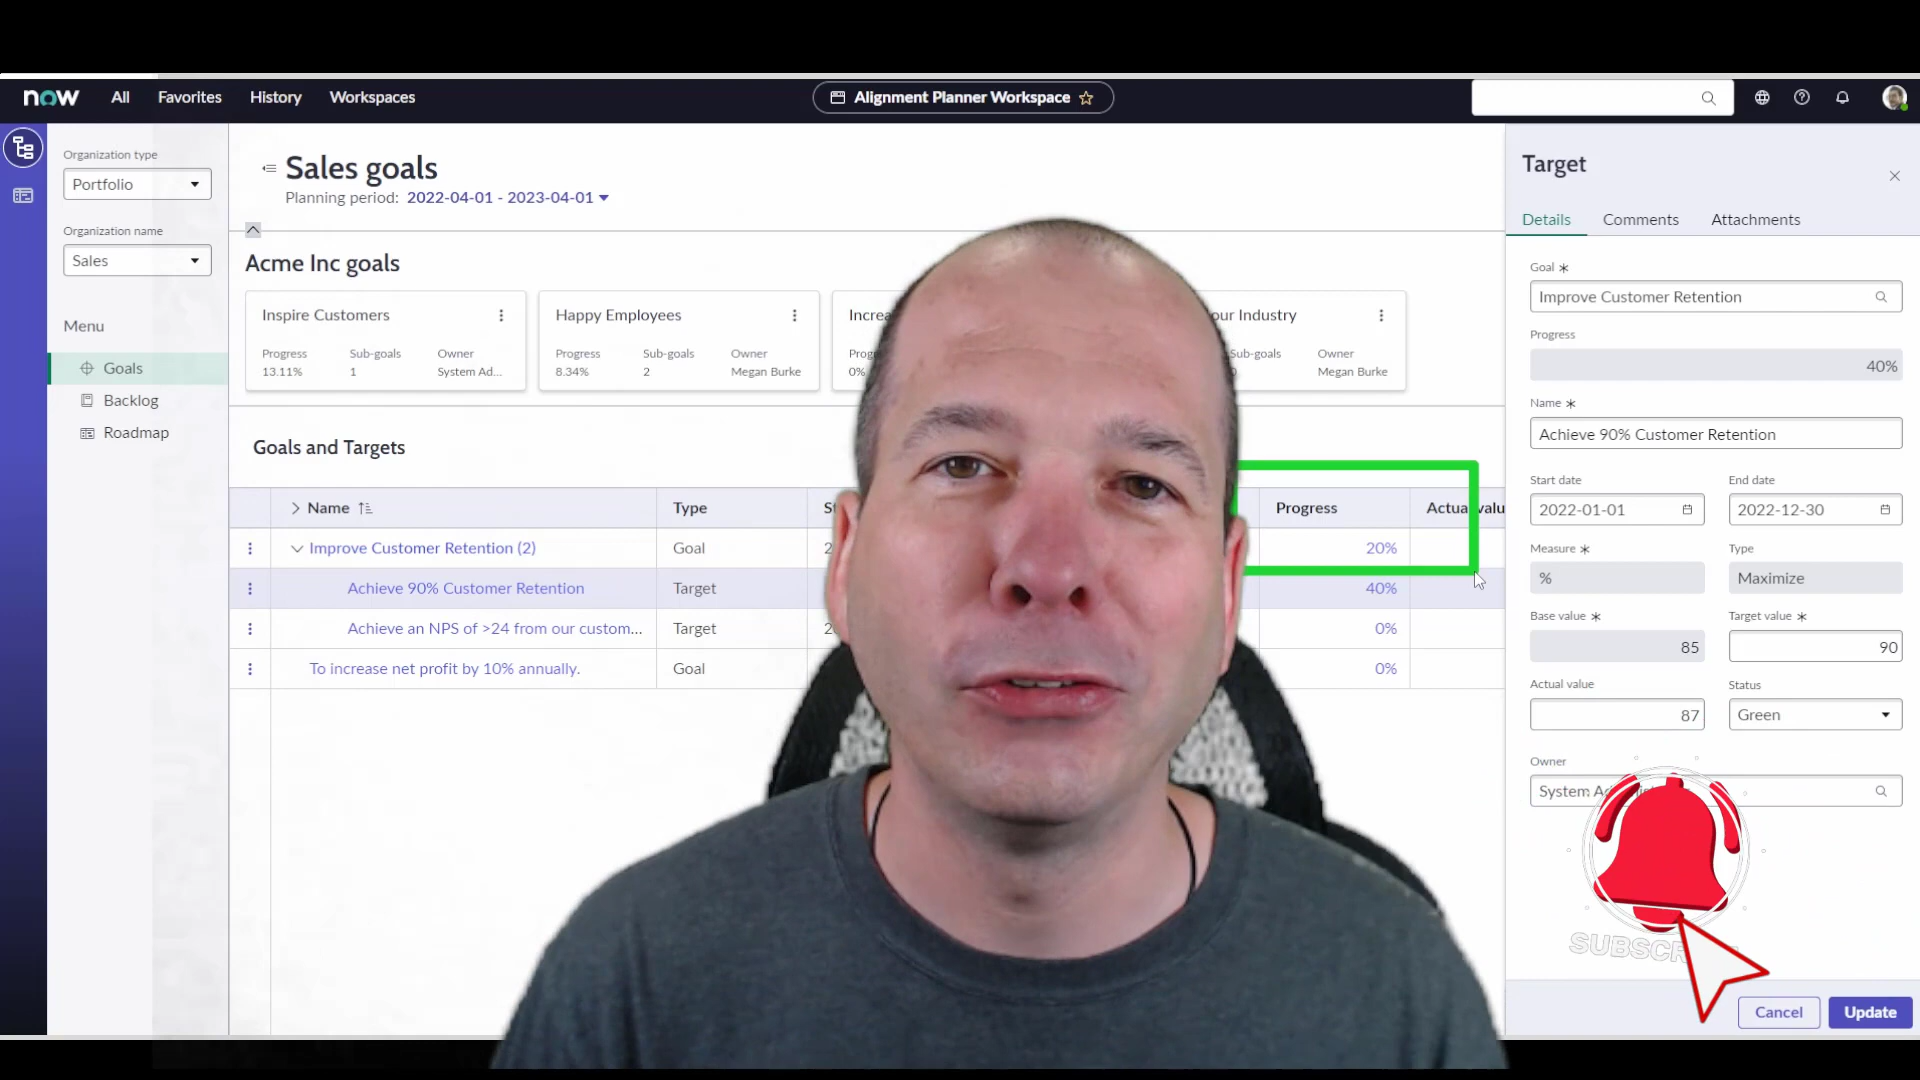 now All Favorites History Workspaces Alignment Planner Workspace
Organization type
Portfolio
Organization name
Sales
Menu
Goals
Backlog
Roadmap
Sales goals
Planning period: 2022-04-01 - 2023-04-01
Acme Inc goals
Inspire Customers
Progress Sub-goals Owner
13.11% 1 System Ad...
Happy Employees
Progress Sub-goals Owner
8.34% 2 Megan Burke
0%
our Industry
Sub-goals Owner
Megan Burke
Goals and Targets
Name Type Progress
Improve Customer Retention (2) Goal 20%
Achieve 90% Customer Retention Target 40%
Achieve an NPS of >24 from our custom... Target 0%
To increase net profit by 10% annually. Goal 0%
Target
Details Comments Attachments
Goal *
Improve Customer Retention
Progress
40%
Name *
Achieve 90% Customer Retention
Start date End date
2022-01-01 2022-12-30
Measure * Type
% Maximize
Base value * Target value *
85 90
Actual value Status
87 Green
Owner
System
Cancel Update